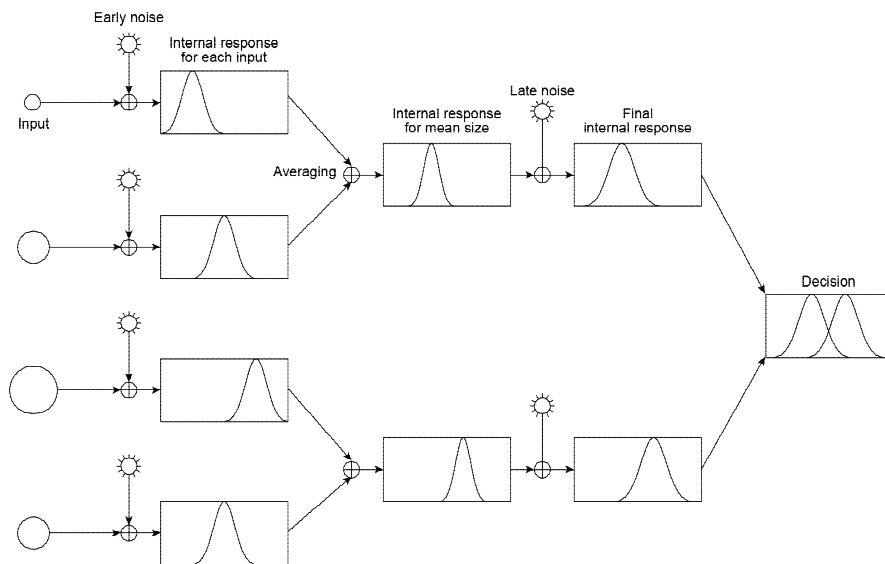 Early noise
Internal response
for each input
Input
Averaging
Internal response
for mean size
Late noise
Final
internal response
Decision